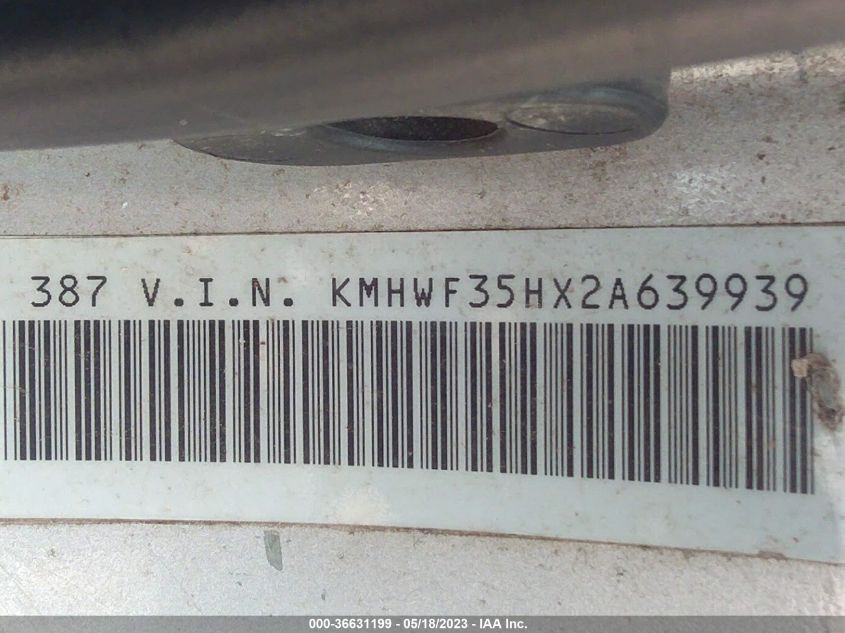 387 V.I.N. KMHWF35HX2A639939
000-36631199 - 05/18/2023 - IAA Inc.